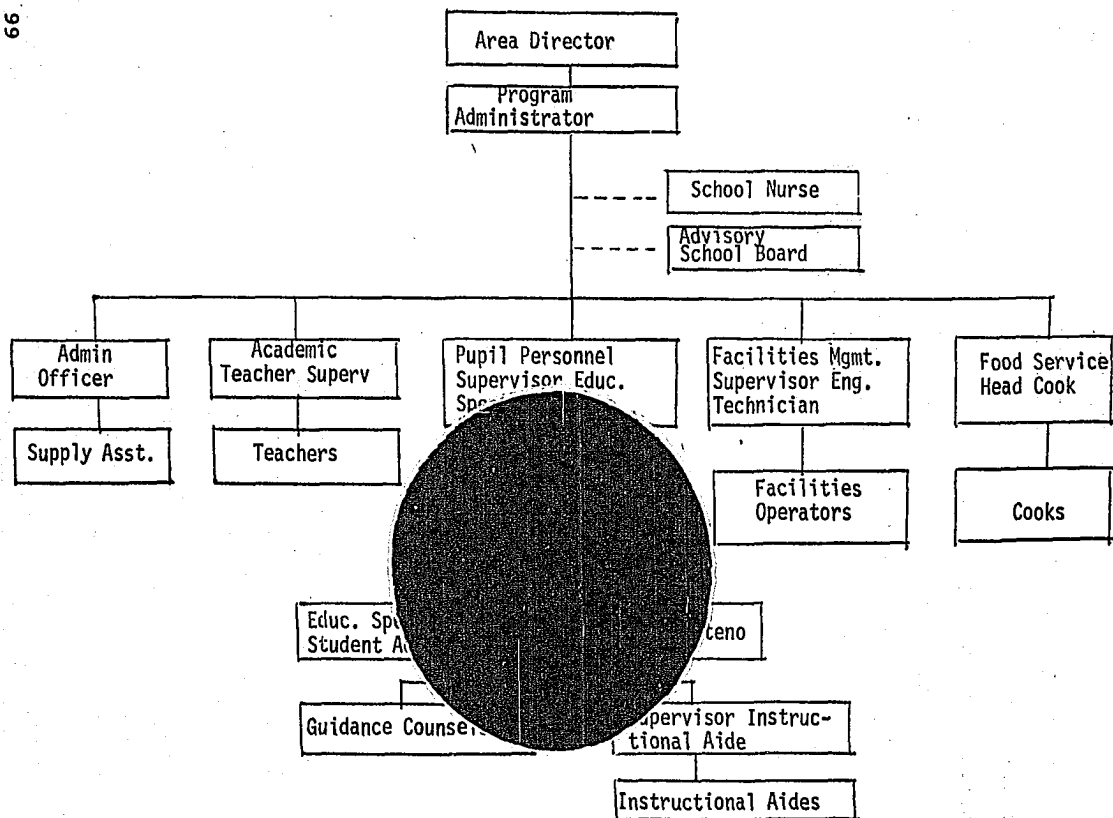 66
Area Director
Program
Administrator
School Nurse
Advisory
School Board
Admin
Officer
Academic
Teacher Superv
Pupil Personnel
Supervisor Educ.
Facilities Mgmt.
Supervisor Eng.
Technician
Food Service
Head Cook
Supply Asst.
Teachers
Facilities
Operators
Cooks
Educ.
Student
Guidance
Instruc-
tional Aide
Instructional Aides